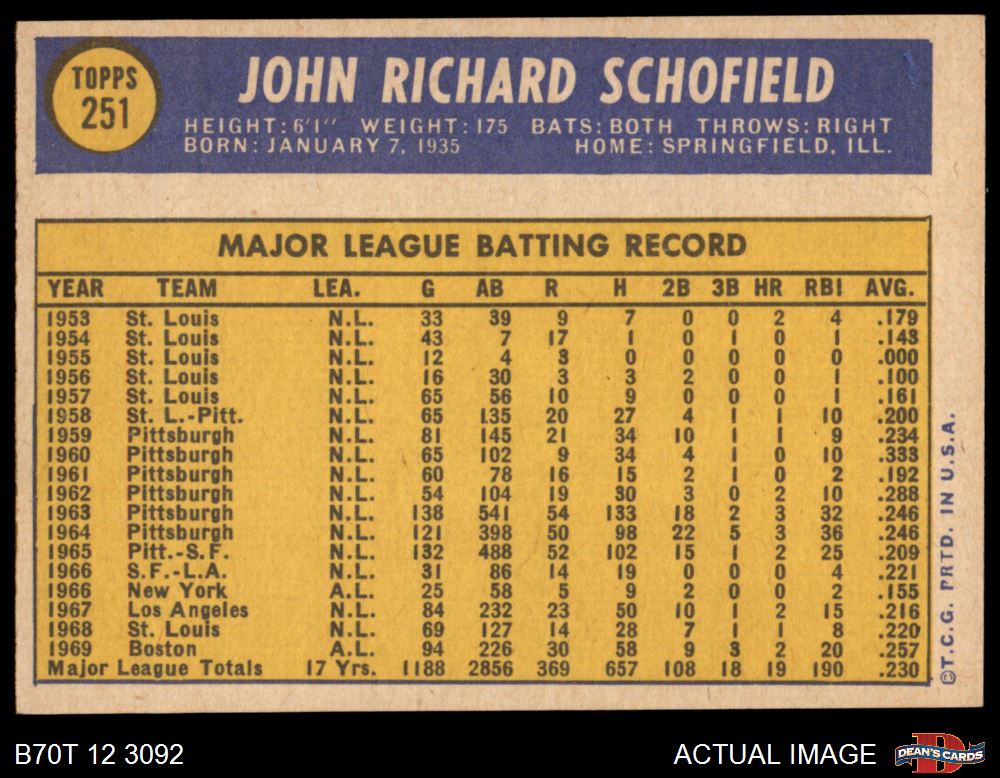 TOPPS
251
JOHN RICHARD SCHOFIELD
HEIGHT: 6'1" WEIGHT: 175 BATS: BOTH THROWS: RIGHT
BORN: JANUARY 7, 1935 HOME: SPRINGFIELD, ILL.
MAJOR LEAGUE BATTING RECORD
YEAR TEAM LEA. G AB R H 2B 3B HR RBI AVG.
1953 St. Louis N.L. 33 39 9 7 0 0 2 4 .179
1954 St. Louis N.L. 43 7 17 1 0 1 0 1 .143
1955 St. Louis N.L. 12 4 3 0 0 0 0 0 .000
1956 St. Louis N.L. 16 30 3 3 2 0 0 1 .100
1957 St. Louis N.L. 65 56 10 9 0 0 0 1 .161
1958 St. L.-Pitt. N.L. 65 135 20 27 4 1 1 10 .200
1959 Pittsburgh N.L. 81 145 21 34 10 1 1 9 .234
1960 Pittsburgh N.L. 65 102 9 34 4 1 0 10 .333
1961 Pittsburgh N.L. 60 78 16 15 2 1 0 2 .192
1962 Pittsburgh N.L. 54 104 19 30 3 0 2 10 .288
1963 Pittsburgh N.L. 138 541 54 133 18 2 3 32 .246
1964 Pittsburgh N.L. 121 398 50 98 22 5 3 36 .246
1965 Pitt.-S.F. N.L. 132 488 52 102 15 1 2 25 .209
1966 S.F.-L.A. N.L. 31 86 14 19 0 0 0 4 .221
1966 New York A.L. 25 58 5 9 2 0 0 2 .155
1967 Los Angeles N.L. 84 232 23 50 10 1 2 15 .216
1968 St. Louis N.L. 69 127 14 28 7 1 1 8 .220
1969 Boston A.L. 94 226 30 58 9 3 2 20 .257
Major League Totals 17 Yrs. 1188 2856 369 657 108 18 19 190 .230
©T.C.G. PRTD. IN U.S.A.
B70T 12 3092 ACTUAL IMAGE DEAN'S CARDS